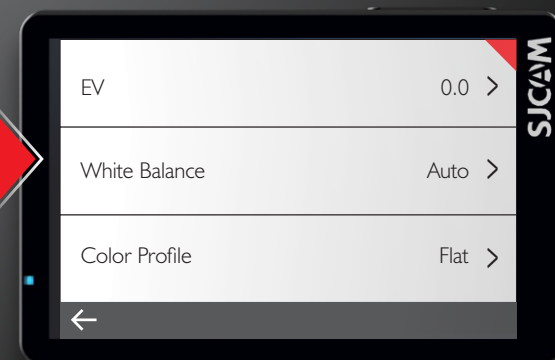 EV 0.0 >
White Balance Auto >
Color Profile Flat >
SJCAM